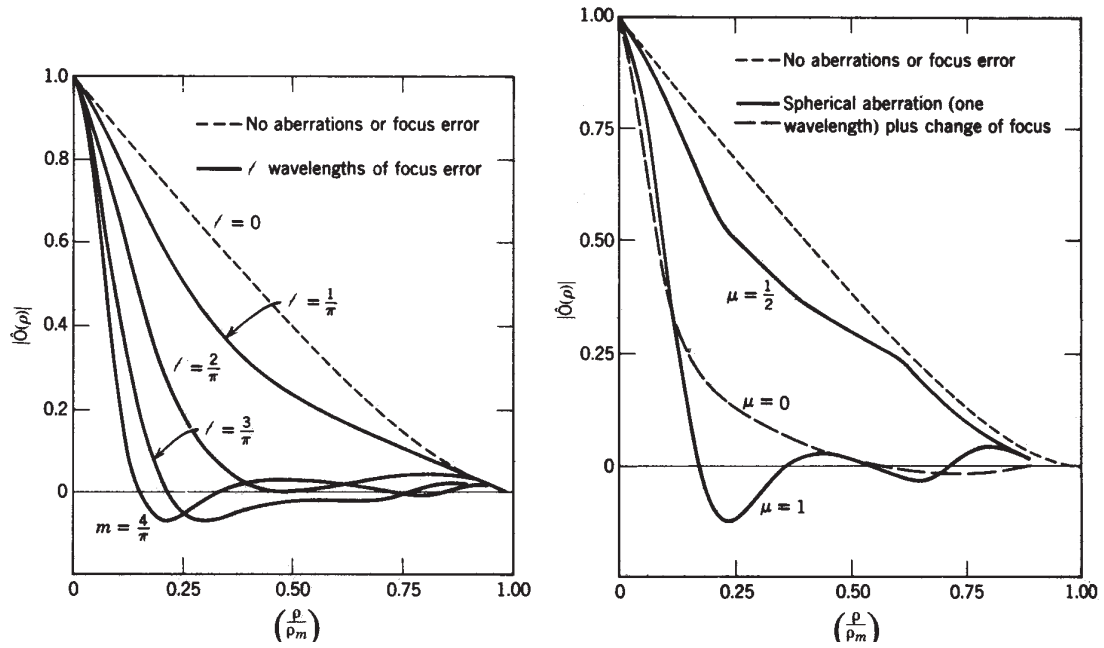 1.0
0.8
0.6
0.4
0.2
0
|Ô(ρ)|
No aberrations or focus error
l wavelengths of focus error
l = 0
l = 1/π
l = 2/π
l = 3/π
m = 4/π
0 0.25 0.50 0.75 1.00
(ρ/ρm)
1.00
0.75
0.50
0.25
0
|Ô(ρ)|
No aberrations or focus error
Spherical aberration (one
wavelength) plus change of focus
μ = 1/2
μ = 0
μ = 1
0 0.25 0.50 0.75 1.00
(ρ/ρm)